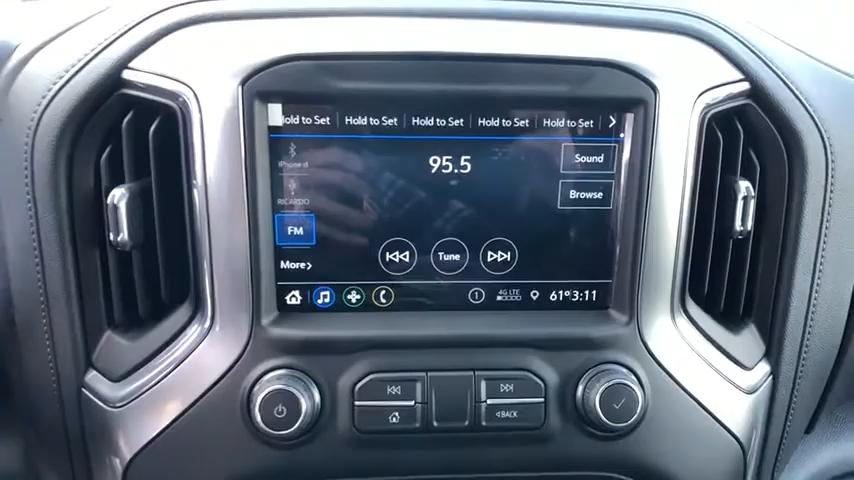 Hold to Set Hold to Set Hold to Set Hold to Set Hold to Set
95.5
Sound
Browse
RICARDO
FM
Tune
More
1
4G LTE
61° 3:11
BACK